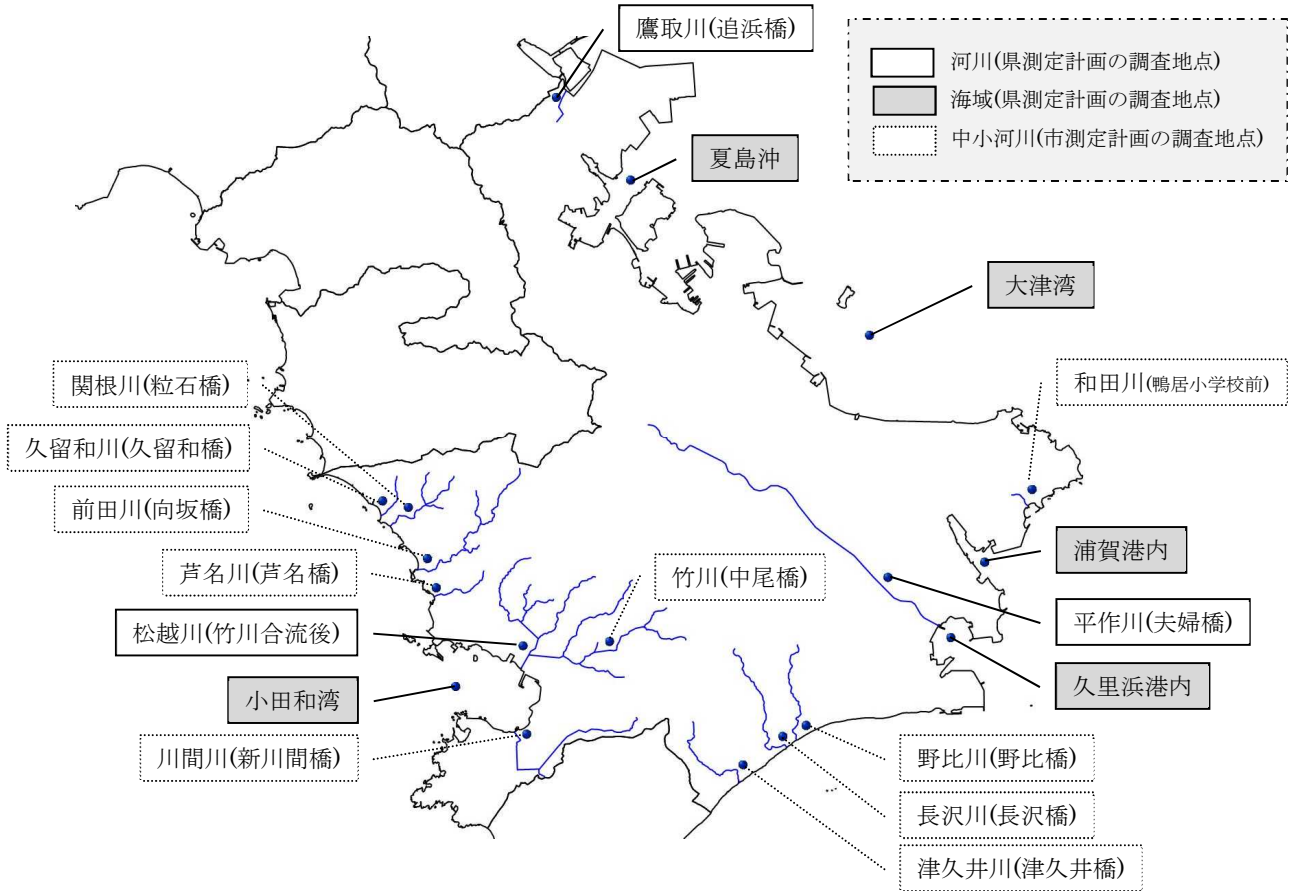 鷹取川(追浜橋)
河川(県測定計画の調査地点)
海域(県測定計画の調査地点)
中小河川(市測定計画の調査地点)
夏島沖
大津湾
関根川(粒石橋)
和田川(鴨居小学校前)
久留和川(久留和橋)
前田川(向坂橋)
浦賀港内
芦名川(芦名橋)
竹川(中尾橋)
平作川(夫婦橋)
松越川(竹川合流後)
久里浜港内
小田和湾
川間川(新川間橋)
野比川(野比橋)
長沢川(長沢橋)
津久井川(津久井橋)